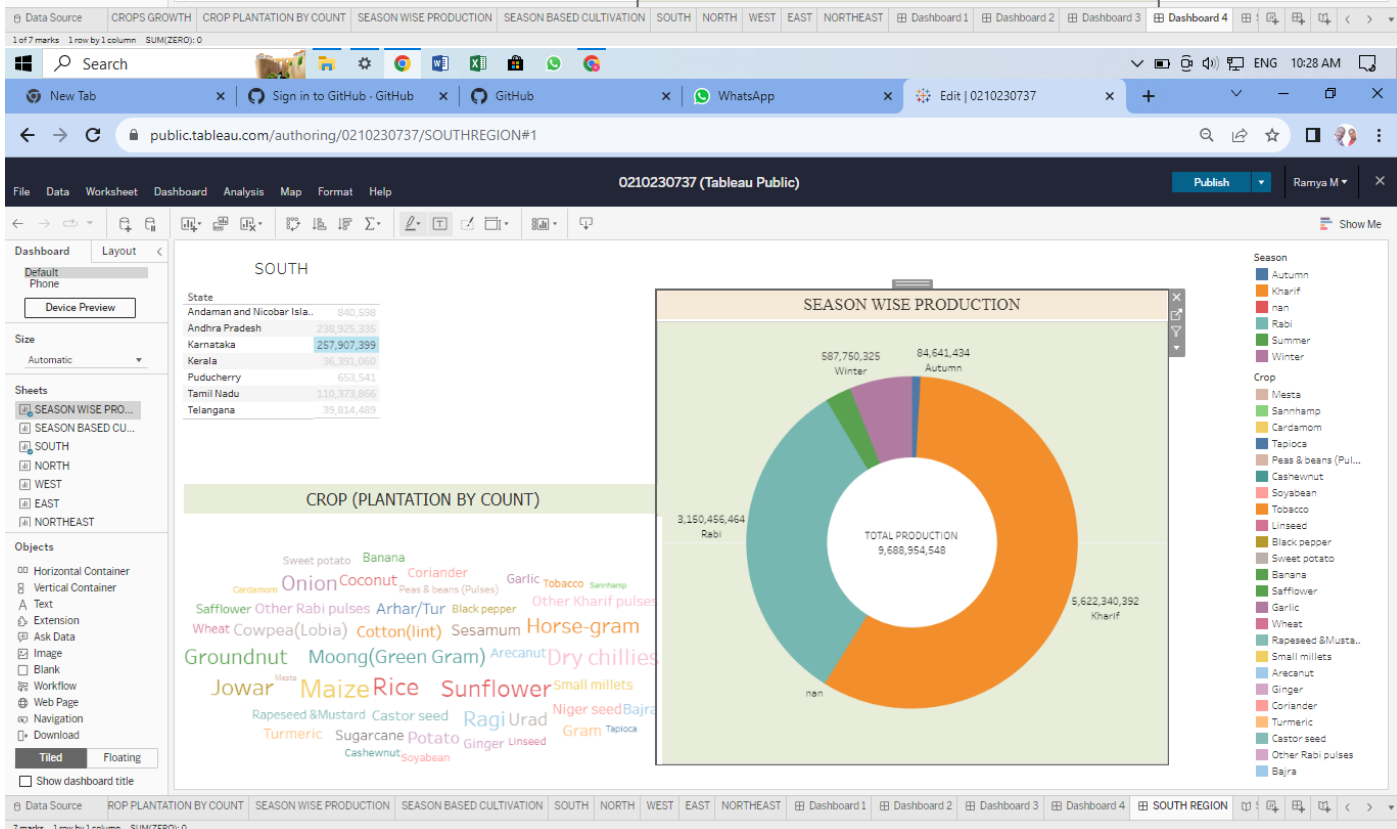 Data Source CROPS GROWTH CROP PLANTATION BY COUNT SEASON WISE PRODUCTION SEASON BASED CULTIVATION SOUTH NORTH WEST EAST NORTHEAST Dashboard 1 Dashboard 2 Dashboard 3 Dashboard 4
1 of 7 marks 1 row by 1 column SUM(ZERO): 0
Search ENG 10:28 AM
New Tab Sign in to GitHub · GitHub GitHub WhatsApp Edit | 0210230737
public.tableau.com/authoring/0210230737/SOUTHREGION#1
0210230737 (Tableau Public) Publish Ramya M
File Data Worksheet Dashboard Analysis Map Format Help
Show Me
Dashboard Layout
Default
Phone
Device Preview
Size
Automatic
Sheets
SEASON WISE PRO...
SEASON BASED CU...
SOUTH
NORTH
WEST
EAST
NORTHEAST
Objects
Horizontal Container
Vertical Container
Text
Extension
Ask Data
Image
Blank
Workflow
Web Page
Navigation
Download
Tiled Floating
Show dashboard title
SOUTH
State
Andaman and Nicobar Isla.. 840,598
Andhra Pradesh 238,925,335
Karnataka 257,907,399
Kerala 36,391,060
Puducherry 653,541
Tamil Nadu 110,373,866
Telangana 39,814,489
CROP (PLANTATION BY COUNT)
Sweet potato Banana
Cardamom Onion Coconut Coriander Peas & beans (Pulses) Garlic Tobacco Sannhamp
Safflower Other Rabi pulses Arhar/Tur Black pepper Other Kharif pulses
Wheat Cowpea(Lobia) Cotton(lint) Sesamum Horse-gram
Groundnut Moong(Green Gram) Arecanut Dry chillies
Jowar Mesta Maize Rice Sunflower Small millets
Rapeseed &Mustard Castor seed Ragi Urad Niger seed Bajra
Turmeric Sugarcane Potato Ginger Linseed Gram Tapioca
Cashewnut Soyabean
SEASON WISE PRODUCTION
587,750,325
Winter
84,641,434
Autumn
3,150,456,464
Rabi
TOTAL PRODUCTION
9,688,954,548
5,622,340,392
Kharif
nan
Season
Autumn
Kharif
nan
Rabi
Summer
Winter
Crop
Mesta
Sannhamp
Cardamom
Tapioca
Peas & beans (Pul...
Cashewnut
Soyabean
Tobacco
Linseed
Black pepper
Sweet potato
Banana
Safflower
Garlic
Wheat
Rapeseed &Musta..
Small millets
Arecanut
Ginger
Coriander
Turmeric
Castor seed
Other Rabi pulses
Bajra
Data Source ROP PLANTATION BY COUNT SEASON WISE PRODUCTION SEASON BASED CULTIVATION SOUTH NORTH WEST EAST NORTHEAST Dashboard 1 Dashboard 2 Dashboard 3 Dashboard 4 SOUTH REGION
7 marks 1 row by 1 column SUM(ZERO): 0